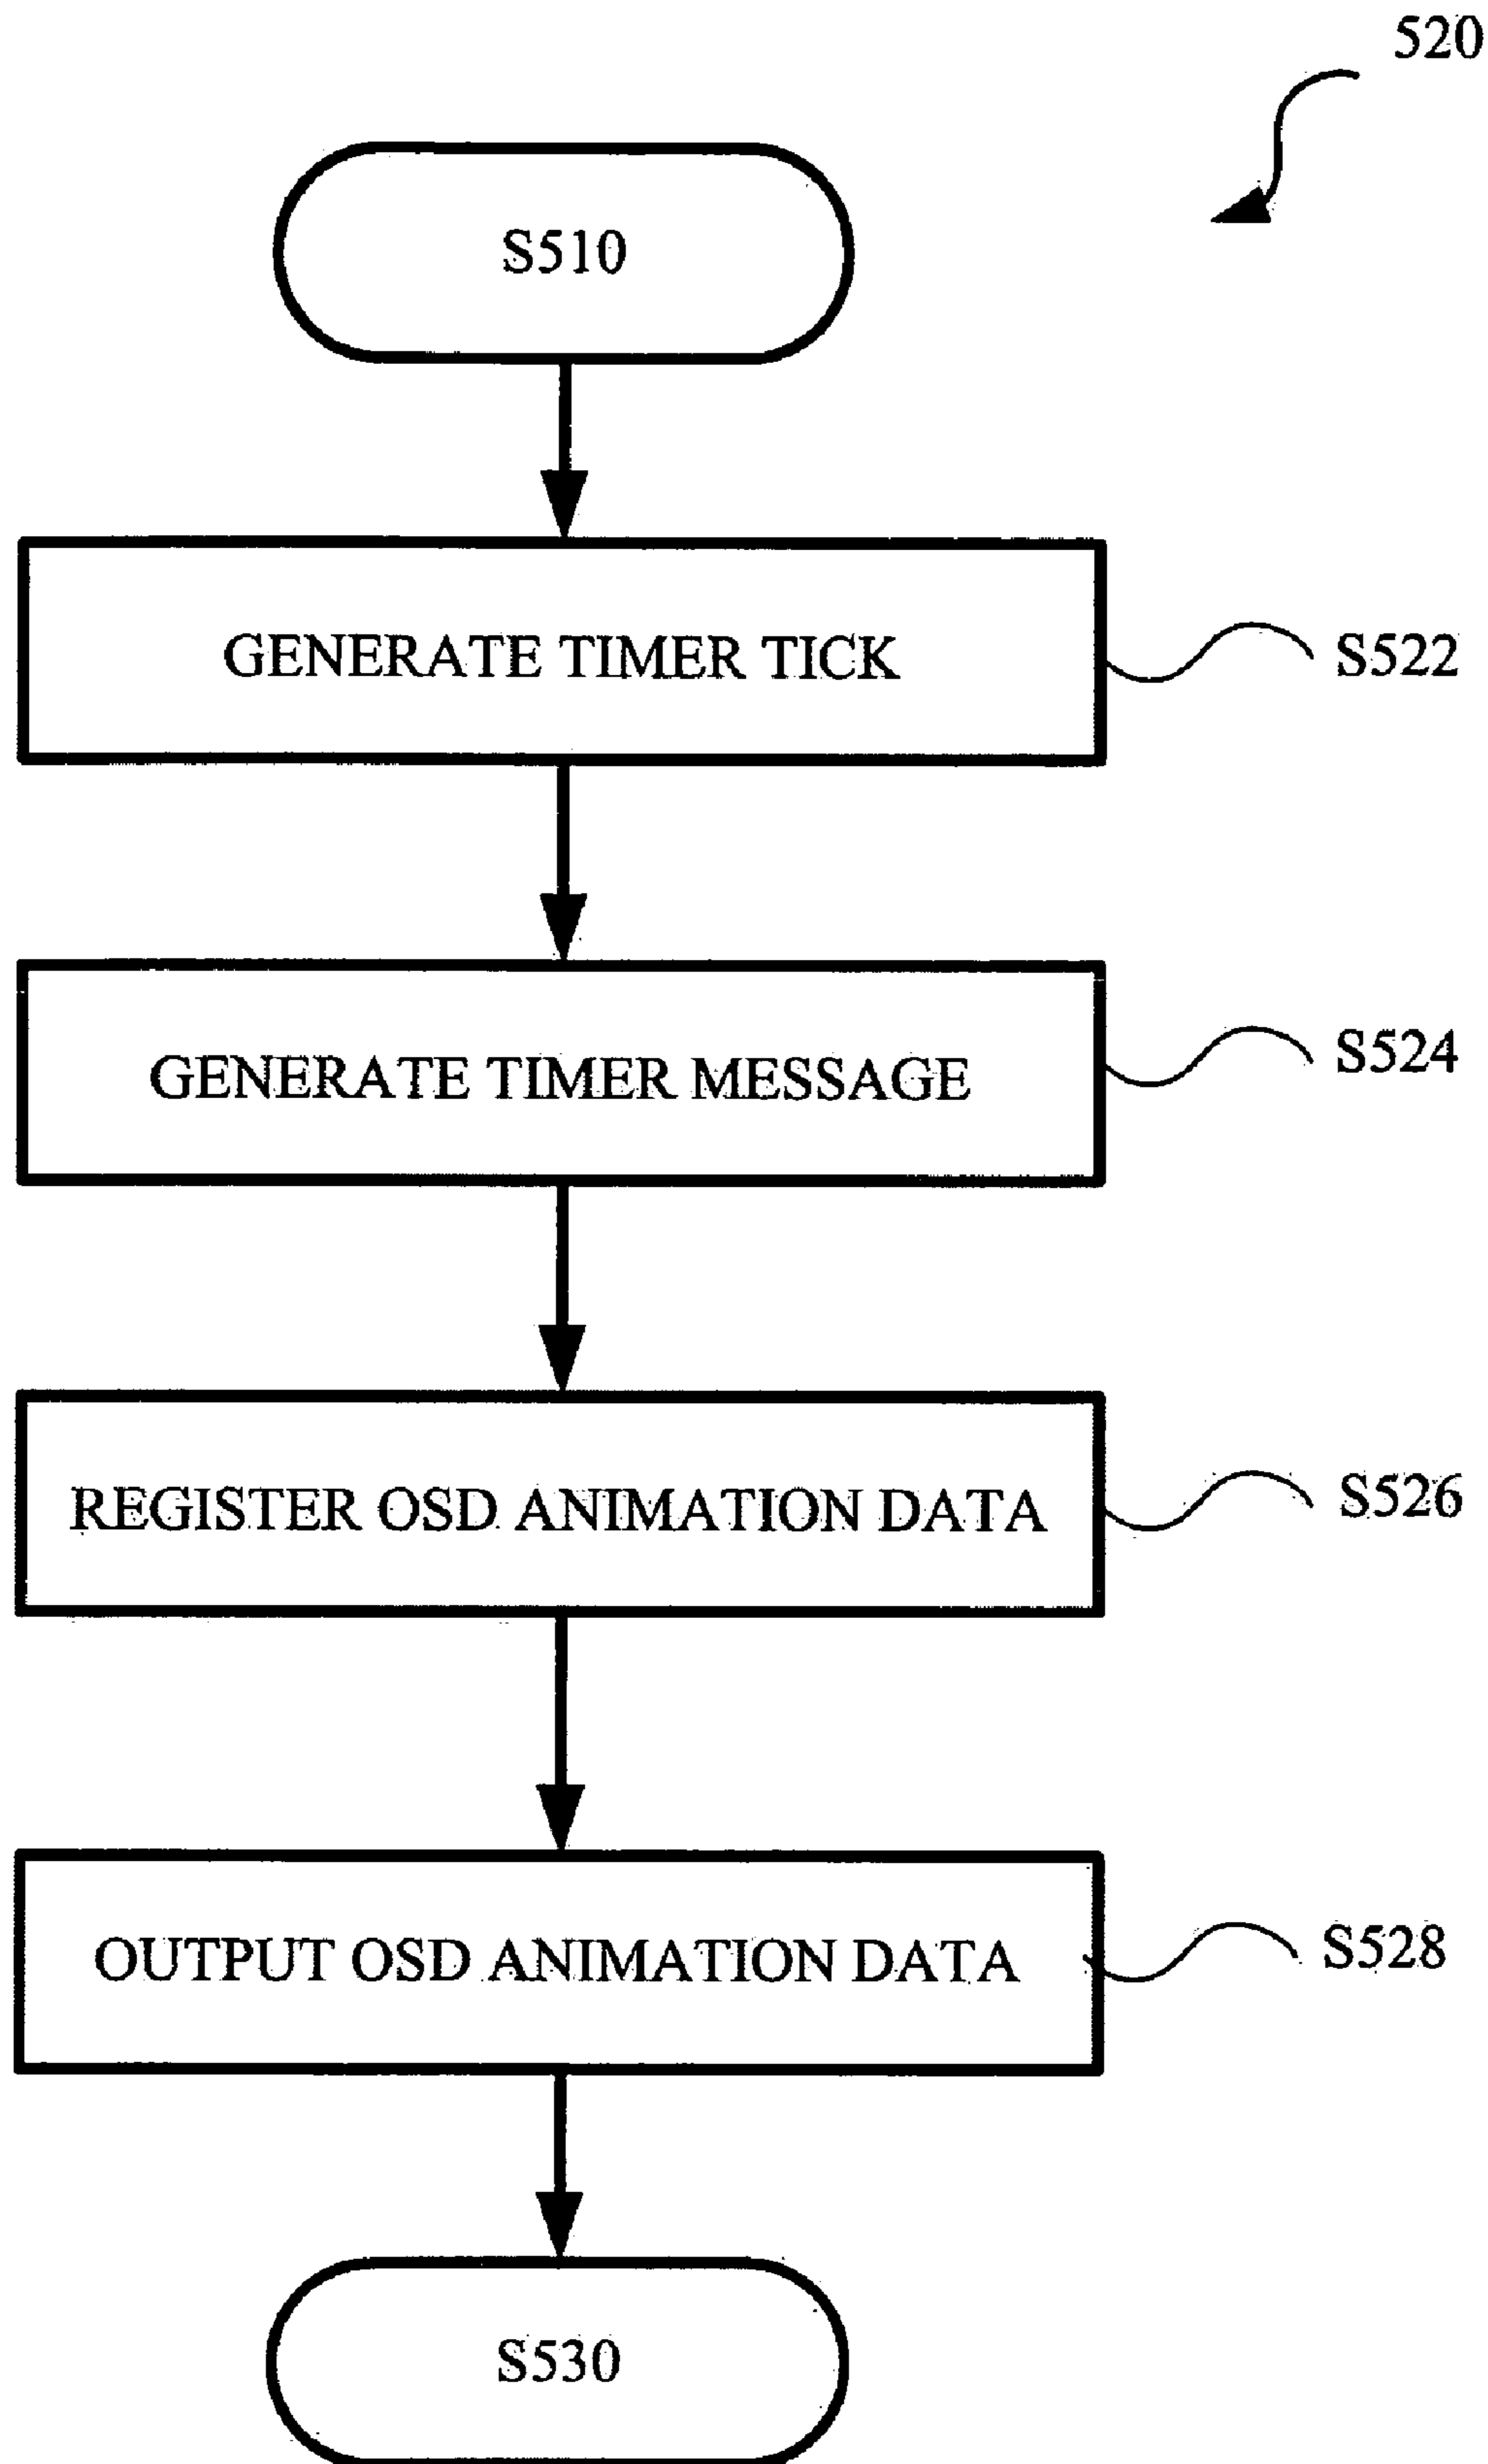 520
S510
GENERATE TIMER TICK
S522
GENERATE TIMER MESSAGE
S524
REGISTER OSD ANIMATION DATA
S526
OUTPUT OSD ANIMATION DATA
S528
S530